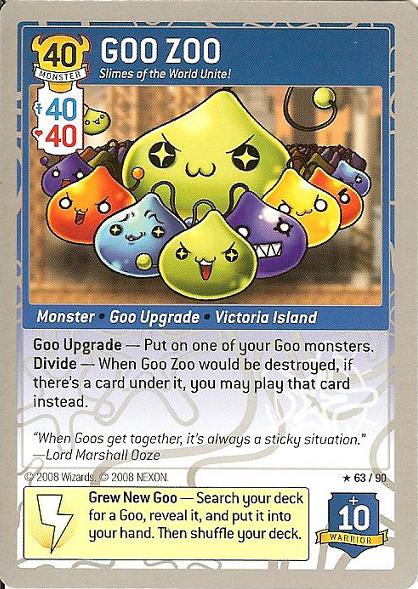 40
MONSTER
GOO ZOO
Slimes of the World Unite!
40
40
Monster • Goo Upgrade • Victoria Island
Goo Upgrade — Put on one of your Goo monsters.
Divide — When Goo Zoo would be destroyed, if
there's a card under it, you may play that card
instead.
"When Goos get together, it's always a sticky situation."
—Lord Marshall Ooze
© 2008 Wizards. © 2008 NEXON.
★ 63 / 90
Grew New Goo — Search your deck
for a Goo, reveal it, and put it into
your hand. Then shuffle your deck.
+
10
WARRIOR